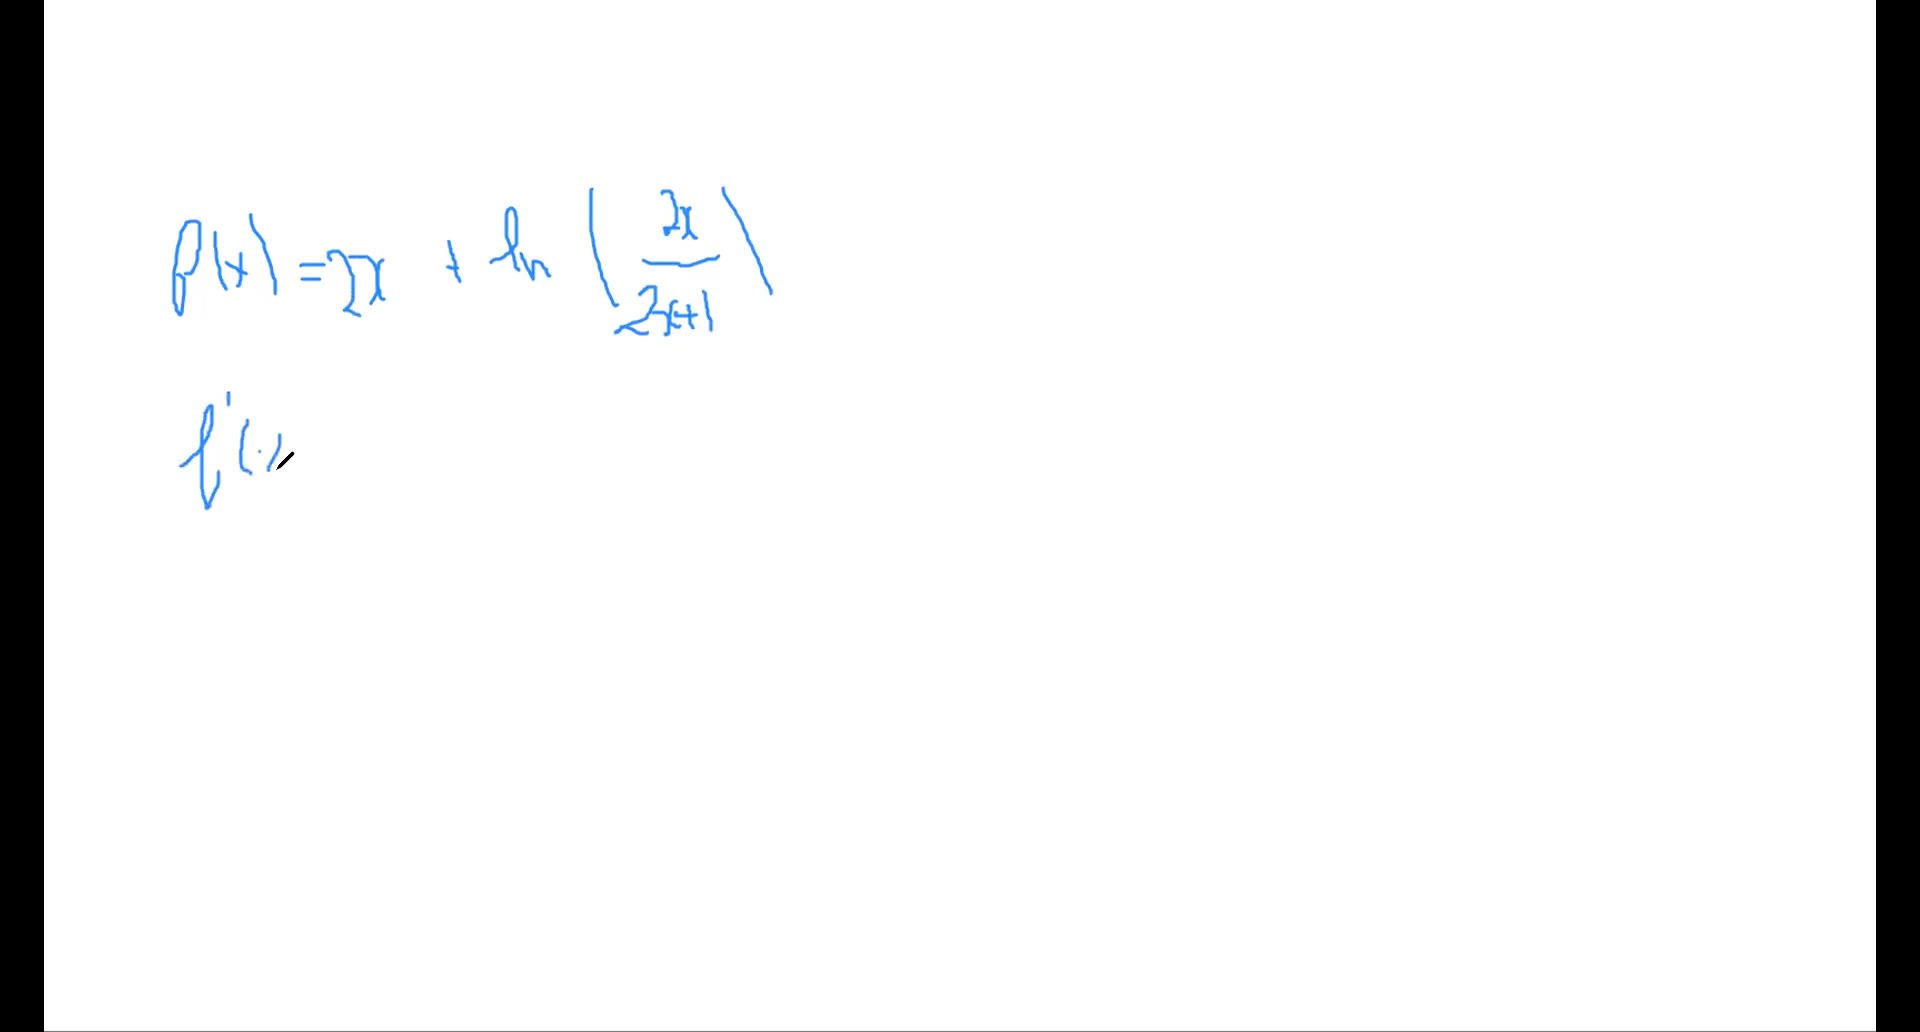 f(x) = 2x + ln ( 2x / 2x+1 )
f'(x)